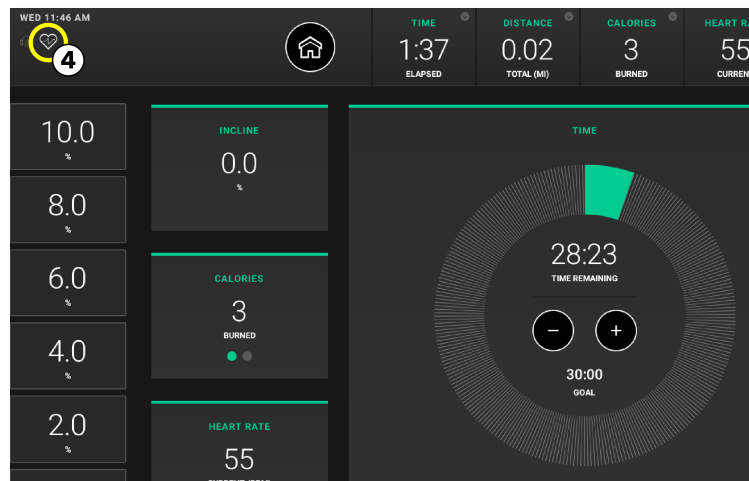 WED 11:46 AM
4
TIME
1:37
ELAPSED
DISTANCE
0.02
TOTAL (MI)
CALORIES
3
BURNED
HEART RA
55
CURREN
10.0
%
8.0
%
6.0
%
4.0
%
2.0
%
INCLINE
0.0
%
CALORIES
3
BURNED
HEART RATE
55
TIME
28:23
TIME REMAINING
−
+
30:00
GOAL